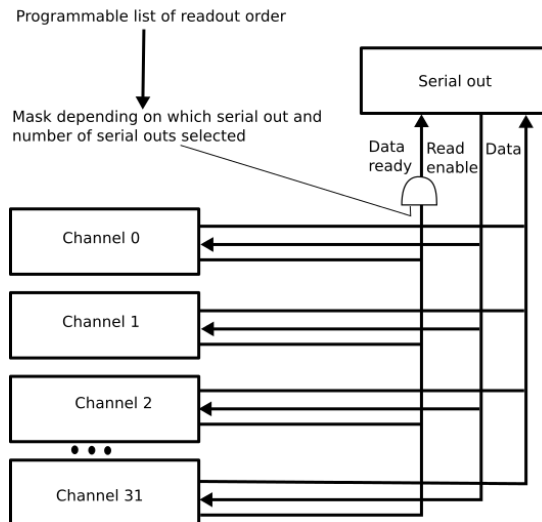 Programmable list of readout order
Serial out
Mask depending on which serial out and
number of serial outs selected
Data
ready
Read
enable
Data
Channel 0
Channel 1
Channel 2
Channel 31